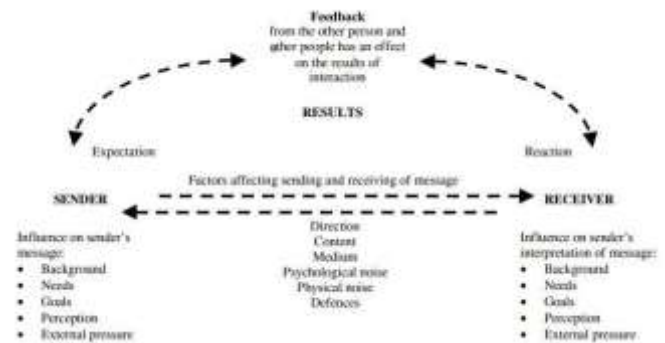 Feedback
from the other person and
other people has an effect
on the results of
interaction
RESULTS
Expectation
Reaction
Factors affecting sending and receiving of message
SENDER
RECEIVER
Direction
Content
Medium
Psychological noise
Physical noise
Defences
Influence on sender's
message:
• Background
• Needs
• Goals
• Perception
• External pressure
Influence on sender's
interpretation of message:
• Background
• Needs
• Goals
• Perception
• External pressure